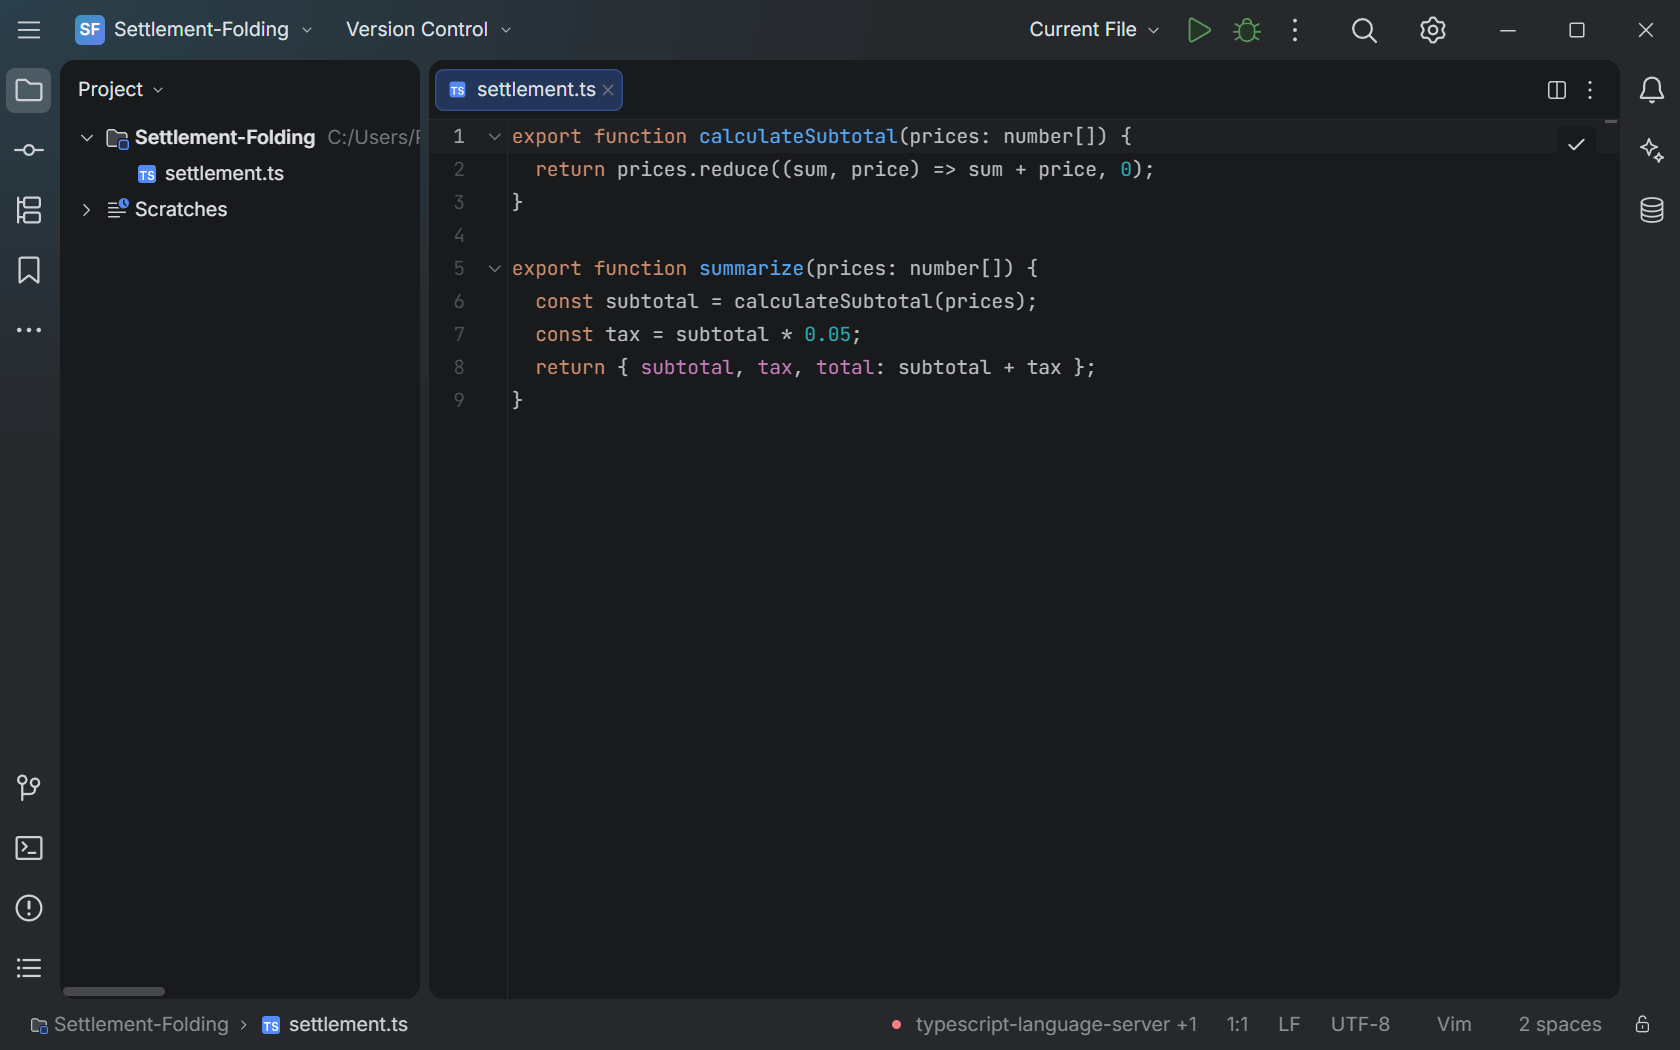 SF Settlement-Folding Version Control Current File
Project
Settlement-Folding C:/Users/
TS settlement.ts
Scratches
TS settlement.ts
1 export function calculateSubtotal(prices: number[]) {
2   return prices.reduce((sum, price) => sum + price, 0);
3 }
4
5 export function summarize(prices: number[]) {
6   const subtotal = calculateSubtotal(prices);
7   const tax = subtotal * 0.05;
8   return { subtotal, tax, total: subtotal + tax };
9 }
Settlement-Folding > TS settlement.ts typescript-language-server +1 1:1 LF UTF-8 Vim 2 spaces